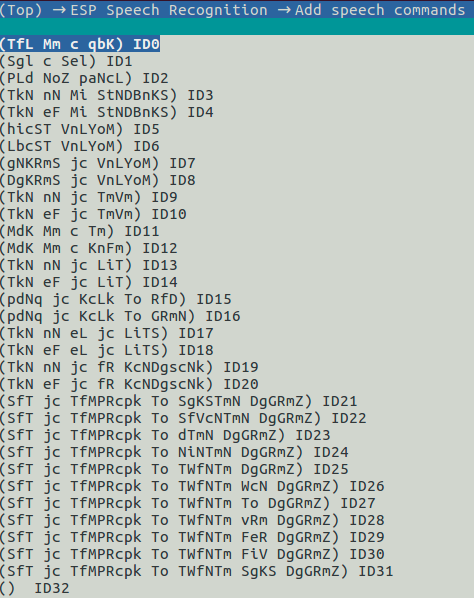 (Top) → ESP Speech Recognition → Add speech commands
(TfL Mm c qbK) ID0
(Sgl c Sel) ID1
(PLd NoZ paNcL) ID2
(TkN nN Mi StNDBnKS) ID3
(TkN eF Mi StNDBnKS) ID4
(hicST VnLYoM) ID5
(LbcST VnLYoM) ID6
(gNKRmS jc VnLYoM) ID7
(DgKRmS jc VnLYoM) ID8
(TkN nN jc TmVm) ID9
(TkN eF jc TmVm) ID10
(MdK Mm c Tm) ID11
(MdK Mm c KnFm) ID12
(TkN nN jc LiT) ID13
(TkN eF jc LiT) ID14
(pdNq jc KcLk To RfD) ID15
(pdNq jc KcLk To GRmN) ID16
(TkN nN eL jc LiTS) ID17
(TkN eF eL jc LiTS) ID18
(TkN nN jc fR KcNDgscNk) ID19
(TkN eF jc fR KcNDgscNk) ID20
(SfT jc TfMPRcpk To SgKSTmN DgGRmZ) ID21
(SfT jc TfMPRcpk To SfVcNTmN DgGRmZ) ID22
(SfT jc TfMPRcpk To dTmN DgGRmZ) ID23
(SfT jc TfMPRcpk To NiNTmN DgGRmZ) ID24
(SfT jc TfMPRcpk To TWfNTm DgGRmZ) ID25
(SfT jc TfMPRcpk To TWfNTm WcN DgGRmZ) ID26
(SfT jc TfMPRcpk To TWfNTm To DgGRmZ) ID27
(SfT jc TfMPRcpk To TWfNTm vRm DgGRmZ) ID28
(SfT jc TfMPRcpk To TWfNTm FeR DgGRmZ) ID29
(SfT jc TfMPRcpk To TWfNTm FiV DgGRmZ) ID30
(SfT jc TfMPRcpk To TWfNTm SgKS DgGRmZ) ID31
() ID32